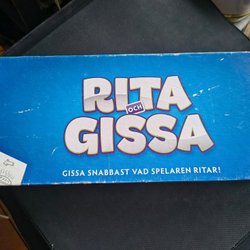 RITA
OCH
GISSA
GISSA SNABBAST VAD SPELAREN RITAR!